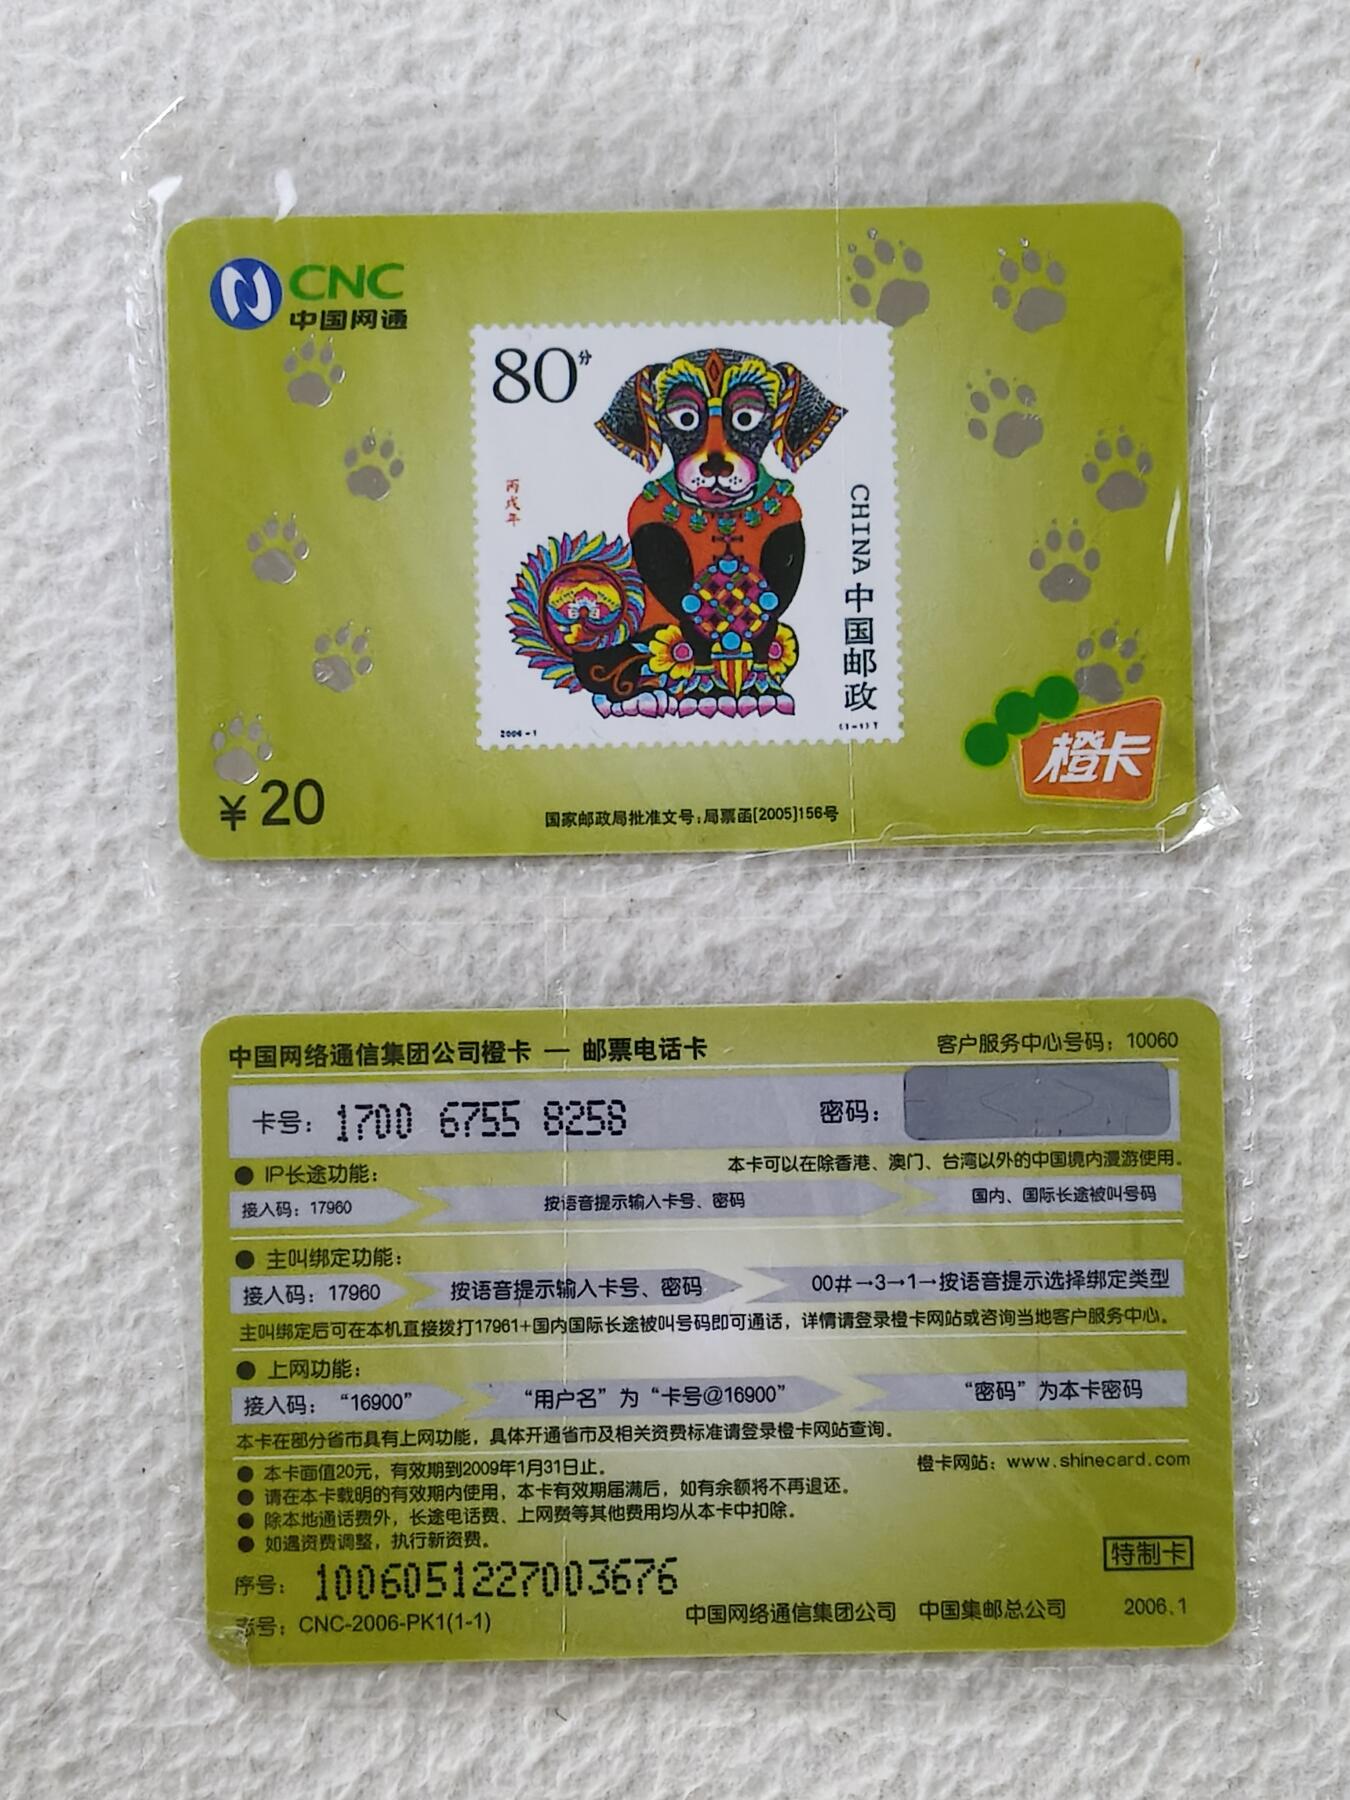 CNC
中国网通
80分
丙戌年
CHINA 中国邮政
2006-1
(1-1)T
橙卡
¥20
国家邮政局批准文号:局票函[2005]156号
中国网络通信集团公司橙卡 — 邮票电话卡
客户服务中心号码：10060
卡号：1700 6755 8258
密码：
本卡可以在除香港、澳门、台湾以外的中国境内漫游使用。
● IP长途功能：
接入码：17960 按语音提示输入卡号、密码 国内、国际长途被叫号码
● 主叫绑定功能：
接入码：17960 按语音提示输入卡号、密码 00#→3→1→按语音提示选择绑定类型
主叫绑定后可在本机直接拨打17961+国内国际长途被叫号码即可通话，详情请登录橙卡网站或咨询当地客户服务中心。
● 上网功能：
接入码：“16900” “用户名”为“卡号@16900” “密码”为本卡密码
本卡在部分省市具有上网功能，具体开通省市及相关资费标准请登录橙卡网站查询。
橙卡网站：www.shinecard.com
● 本卡面值20元，有效期到2009年1月31日止。
● 请在本卡载明的有效期内使用，本卡有效期届满后，如有余额将不再退还。
● 除本地通话费外，长途电话费、上网费等其他费用均从本卡中扣除。
● 如遇资费调整，执行新资费。
特制卡
序号：1006051227003676
志号：CNC-2006-PK1(1-1)
中国网络通信集团公司 中国集邮总公司 2006.1